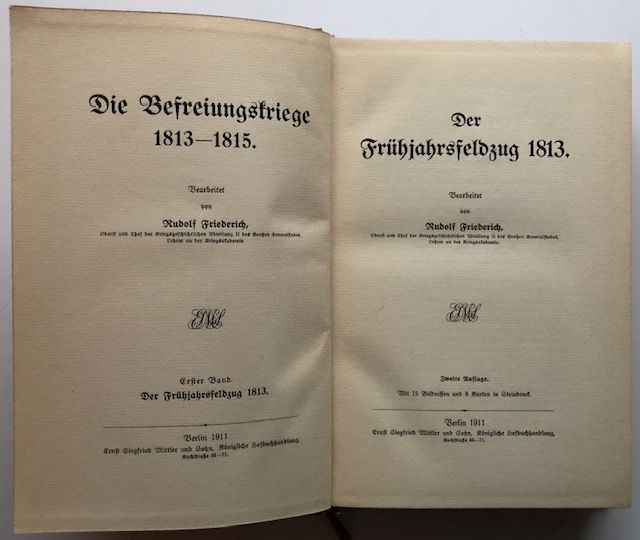 Die Befreiungskriege
1813—1815.
Bearbeitet
von
Rudolf Friederich,
Oberst und Chef der Kriegsgeschichtlichen Abteilung II des Großen Generalstabes,
Lehrer an der Kriegsakademie.
Erster Band.
Der Frühjahrsfeldzug 1813.
Berlin 1911
Ernst Siegfried Mittler und Sohn, Königliche Hofbuchhandlung,
Kochstraße 68—71.
Der
Frühjahrsfeldzug 1813.
Bearbeitet
von
Rudolf Friederich,
Oberst und Chef der Kriegsgeschichtlichen Abteilung II des Großen Generalstabes,
Lehrer an der Kriegsakademie.
Zweite Auflage.
Mit 15 Bildnissen und 8 Karten in Steindruck.
Berlin 1911
Ernst Siegfried Mittler und Sohn, Königliche Hofbuchhandlung,
Kochstraße 68—71.